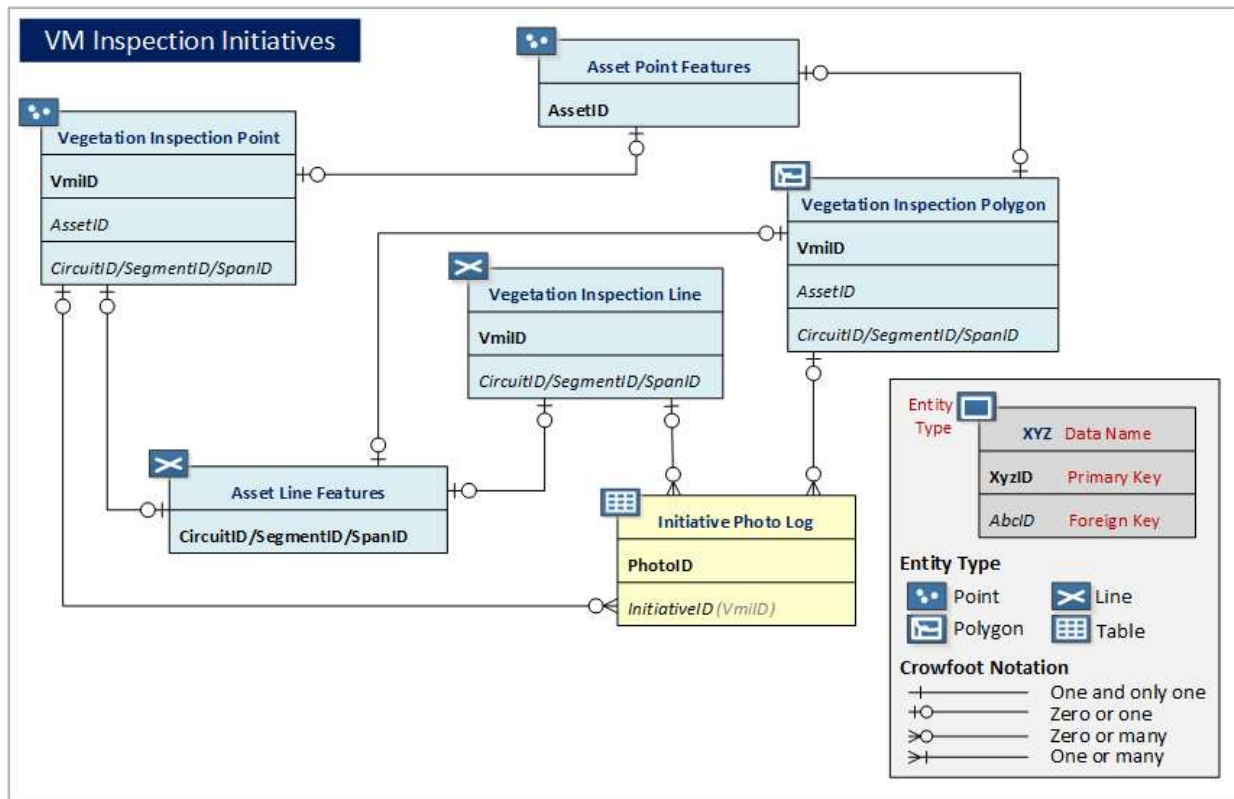 VM Inspection Initiatives
Asset Point Features
AssetID
Vegetation Inspection Point
VmiID
AssetID
CircuitID/SegmentID/SpanID
Vegetation Inspection Polygon
VmiID
AssetID
CircuitID/SegmentID/SpanID
Vegetation Inspection Line
VmiID
CircuitID/SegmentID/SpanID
Asset Line Features
CircuitID/SegmentID/SpanID
Initiative Photo Log
PhotoID
InitiativeID (VmiID)
Entity
Type
XYZ Data Name
XyzID Primary Key
AbcID Foreign Key
Entity Type
Point Line
Polygon Table
Crowfoot Notation
One and only one
Zero or one
Zero or many
One or many